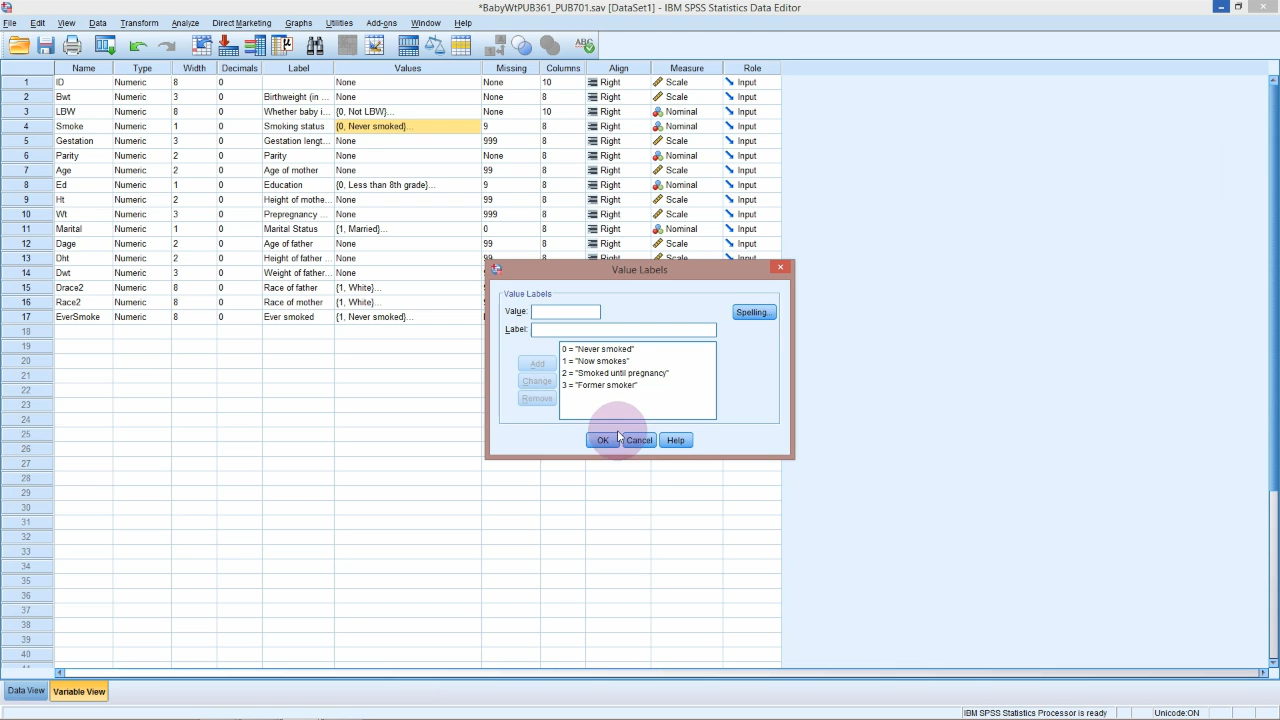 *BabyWtPUB361_PUB701.sav [DataSet1] - IBM SPSS Statistics Data Editor
File Edit View Data Transform Analyze Direct Marketing Graphs Utilities Add-ons Window Help
Name Type Width Decimals Label Values Missing Columns Align Measure Role
1 ID Numeric 8 0 None None 10 Right Scale Input
2 Bwt Numeric 3 0 Birthweight (in ... None None 8 Right Scale Input
3 LBW Numeric 8 0 Whether baby i... {0, Not LBW}... None 10 Right Nominal Input
4 Smoke Numeric 1 0 Smoking status {0, Never smoked}... 9 8 Right Nominal Input
5 Gestation Numeric 3 0 Gestation lengt... None 999 8 Right Scale Input
6 Parity Numeric 2 0 Parity None None 8 Right Nominal Input
7 Age Numeric 2 0 Age of mother None 99 8 Right Scale Input
8 Ed Numeric 1 0 Education {0, Less than 8th grade}... 9 8 Right Nominal Input
9 Ht Numeric 2 0 Height of mothe... None 99 8 Right Scale Input
10 Wt Numeric 3 0 Prepregnancy ... None 999 8 Right Scale Input
11 Marital Numeric 1 0 Marital Status {1, Married}... 0 8 Right Nominal Input
12 Dage Numeric 2 0 Age of father None 99 8 Right Scale Input
13 Dht Numeric 2 0 Height of father ... None 99 8 Right Scale Input
14 Dwt Numeric 3 0 Weight of father... None
15 Drace2 Numeric 8 0 Race of father {1, White}...
16 Race2 Numeric 8 0 Race of mother {1, White}...
17 EverSmoke Numeric 8 0 Ever smoked {1, Never smoked}...
18
19
20
21
22
23
24
25
26
27
28
29
30
31
32
33
34
35
36
37
38
39
40
Value Labels
Value Labels
Value:
Spelling...
Label:
0 = "Never smoked"
1 = "Now smokes"
2 = "Smoked until pregnancy"
3 = "Former smoker"
Add
Change
Remove
OK Cancel Help
Data View Variable View
IBM SPSS Statistics Processor is ready Unicode:ON